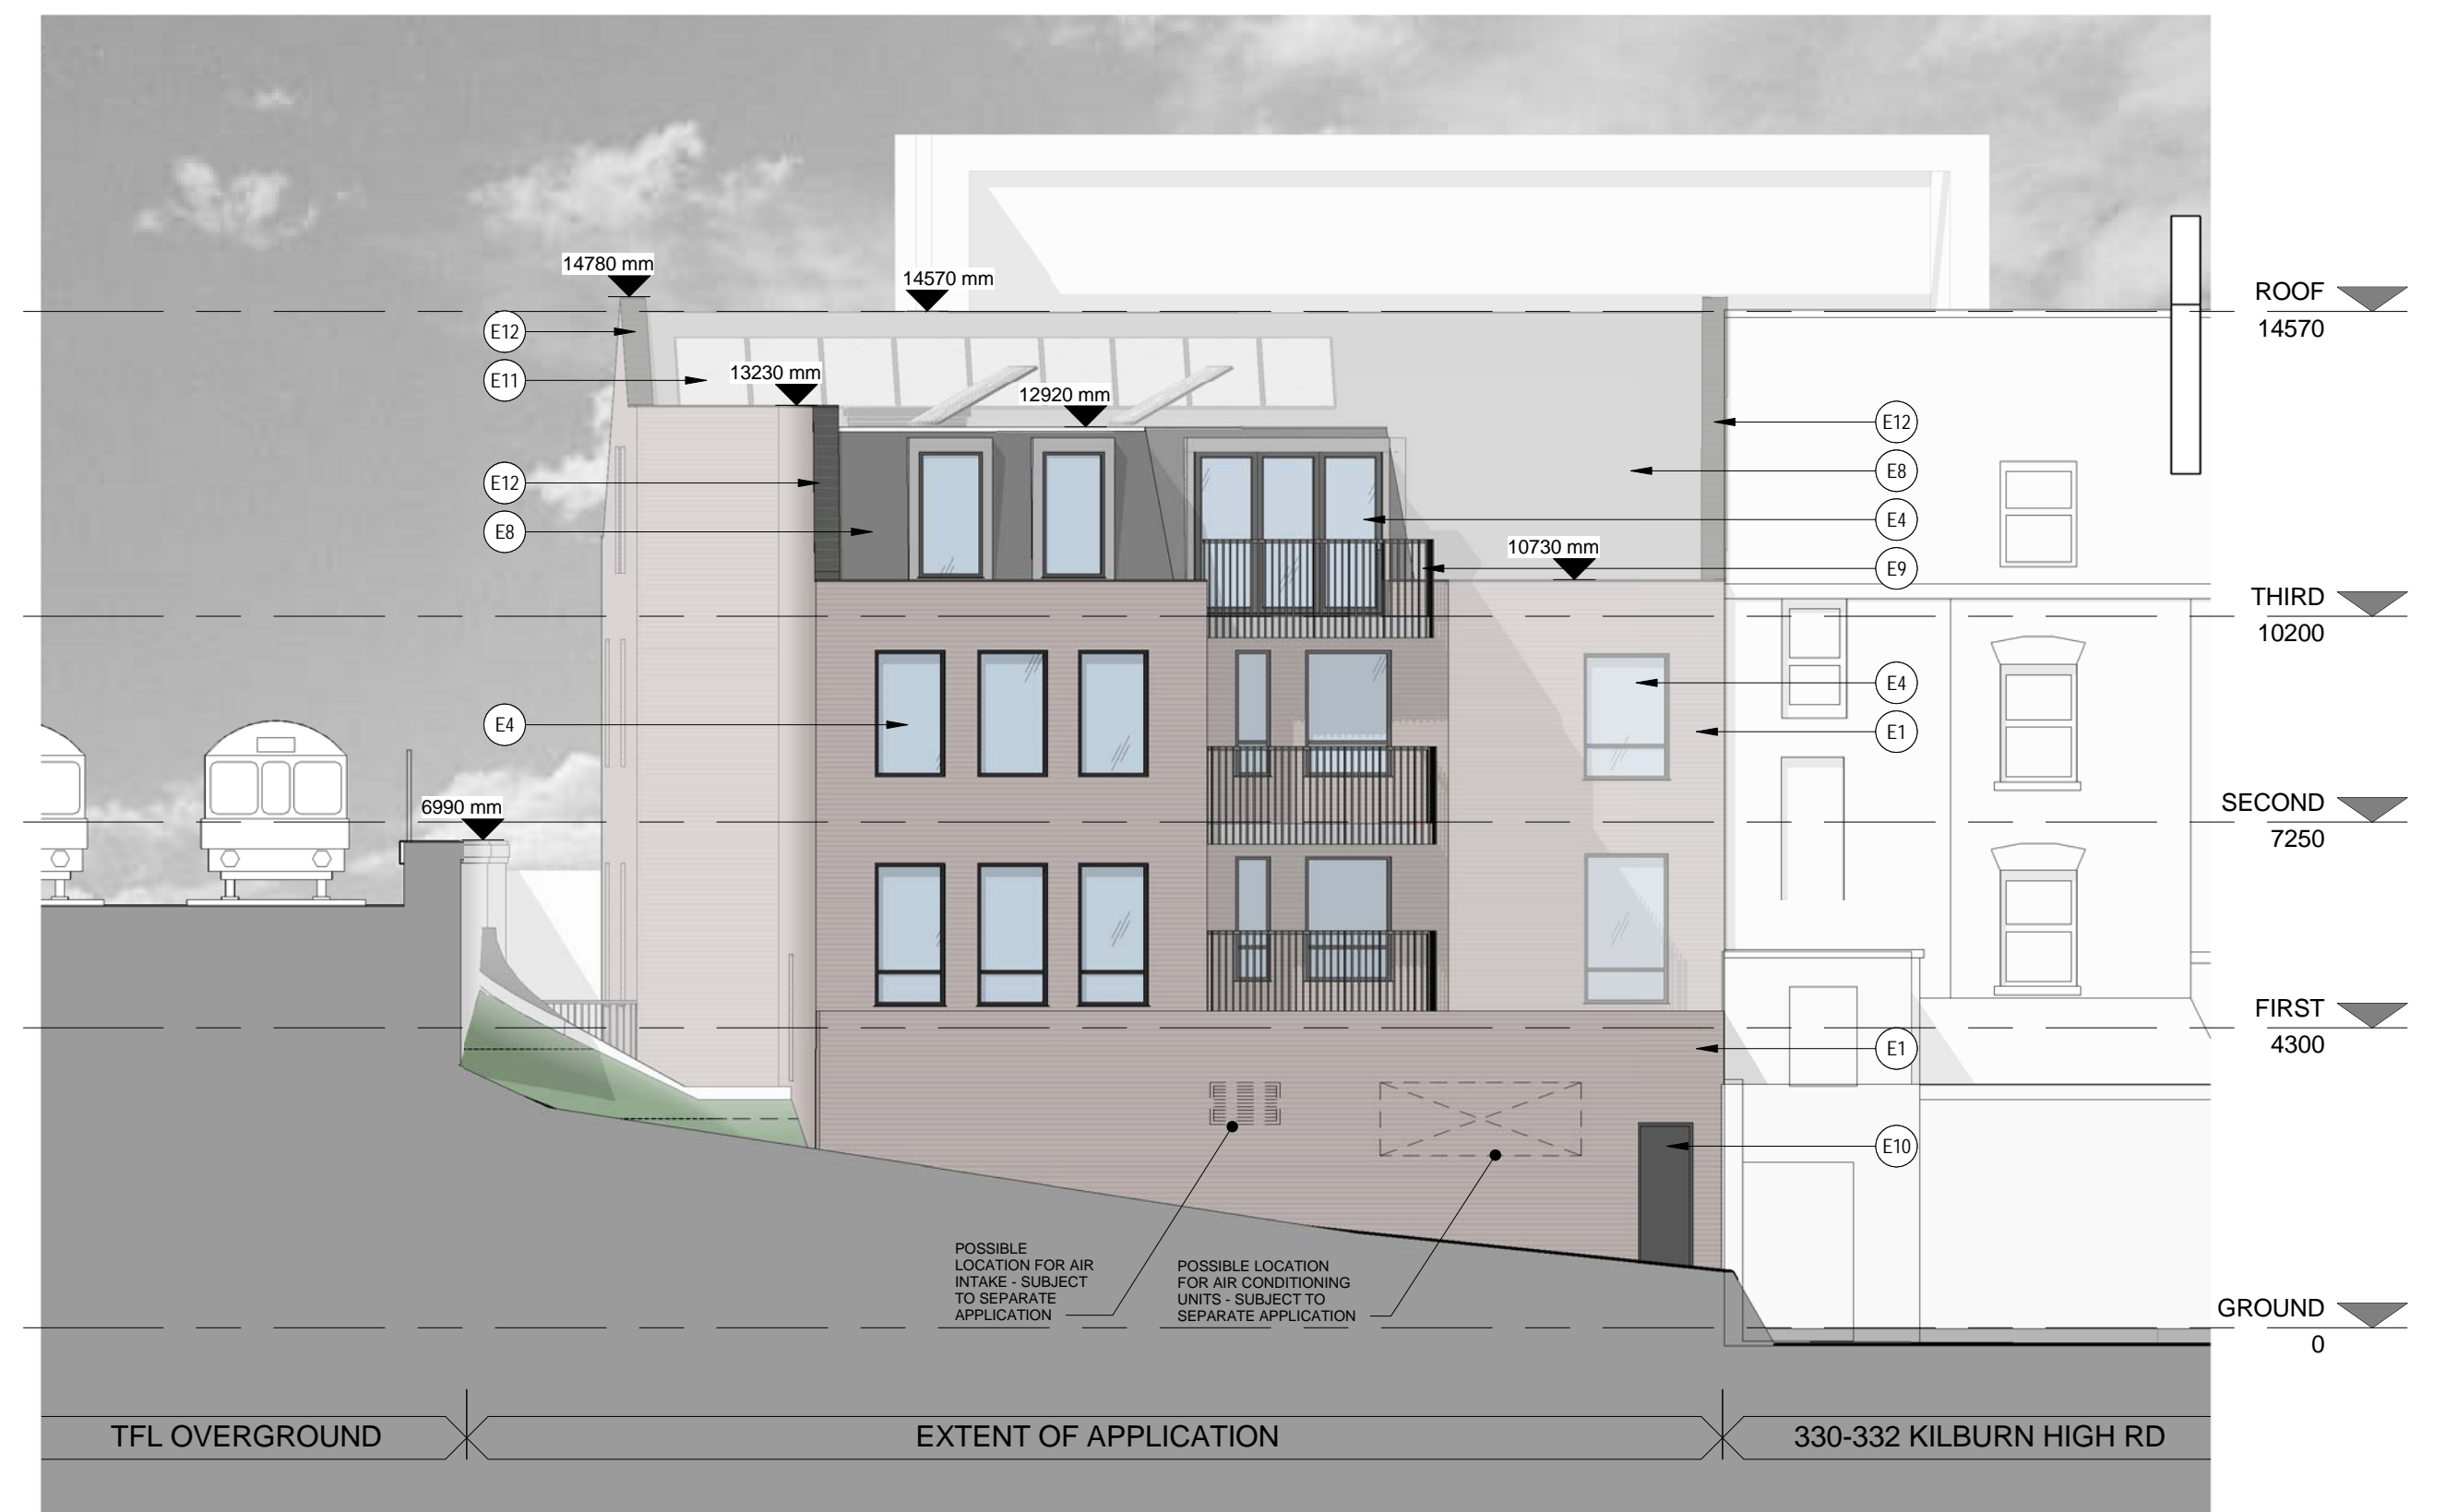 14780 mm
14570 mm
ROOF
14570
E12
E11
13230 mm
12920 mm
E12
E12
E8
E8
E4
10730 mm
E9
THIRD
10200
E4
E4
E1
6990 mm
SECOND
7250
FIRST
4300
E1
E10
POSSIBLE
LOCATION FOR AIR
INTAKE - SUBJECT
TO SEPARATE
APPLICATION
POSSIBLE LOCATION
FOR AIR CONDITIONING
UNITS - SUBJECT TO
SEPARATE APPLICATION
GROUND
0
TFL OVERGROUND
EXTENT OF APPLICATION
330-332 KILBURN HIGH RD